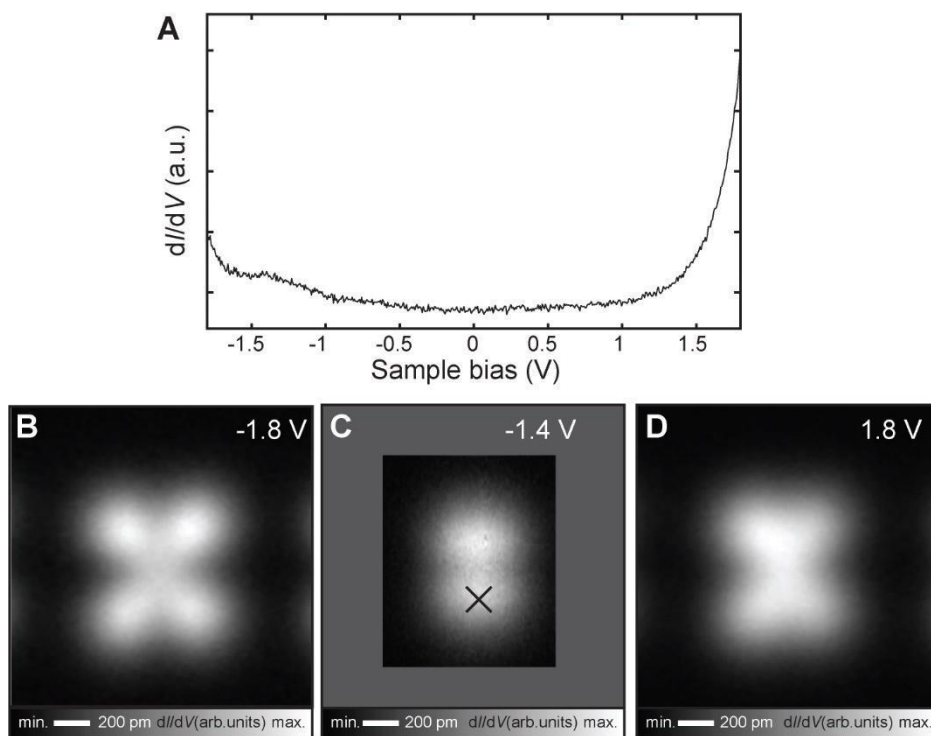 A
dI/dV (a.u.)
-1.5 -1 -0.5 0 0.5 1 1.5
Sample bias (V)
B -1.8 V
C -1.4 V
D 1.8 V
min. 200 pm dI/dV(arb.units) max.
min. 200 pm dI/dV(arb.units) max.
min. 200 pm dI/dV(arb.units) max.